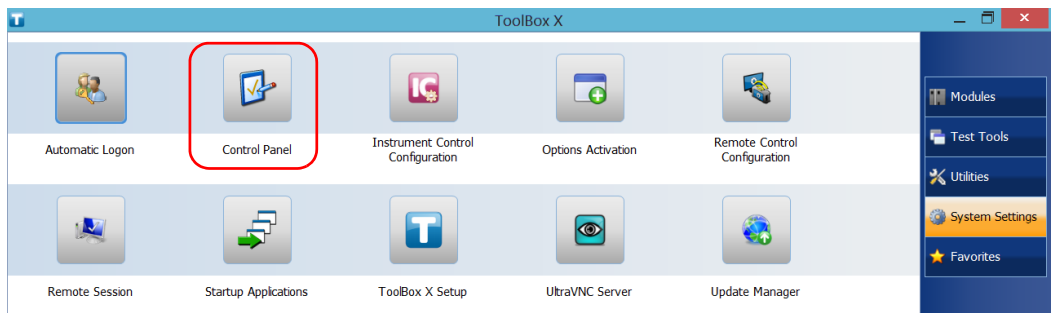 ToolBox X
Automatic Logon
Control Panel
Instrument Control
Configuration
Options Activation
Remote Control
Configuration
Remote Session
Startup Applications
ToolBox X Setup
UltraVNC Server
Update Manager
Modules
Test Tools
Utilities
System Settings
Favorites
T
IC
T